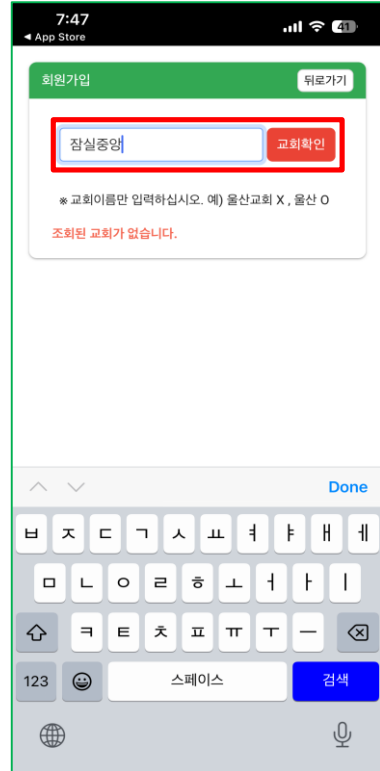 7:47
◀ App Store
41
회원가입
뒤로가기
잠실중앙
교회확인
※ 교회이름만 입력하십시오. 예) 울산교회 X , 울산 O
조회된 교회가 없습니다.
Done
ㅂ ㅈ ㄷ ㄱ ㅅ ㅛ ㅕ ㅑ ㅐ ㅔ
ㅁ ㄴ ㅇ ㄹ ㅎ ㅗ ㅓ ㅏ ㅣ
ㅋ ㅌ ㅊ ㅍ ㅠ ㅜ ㅡ
123 스페이스 검색